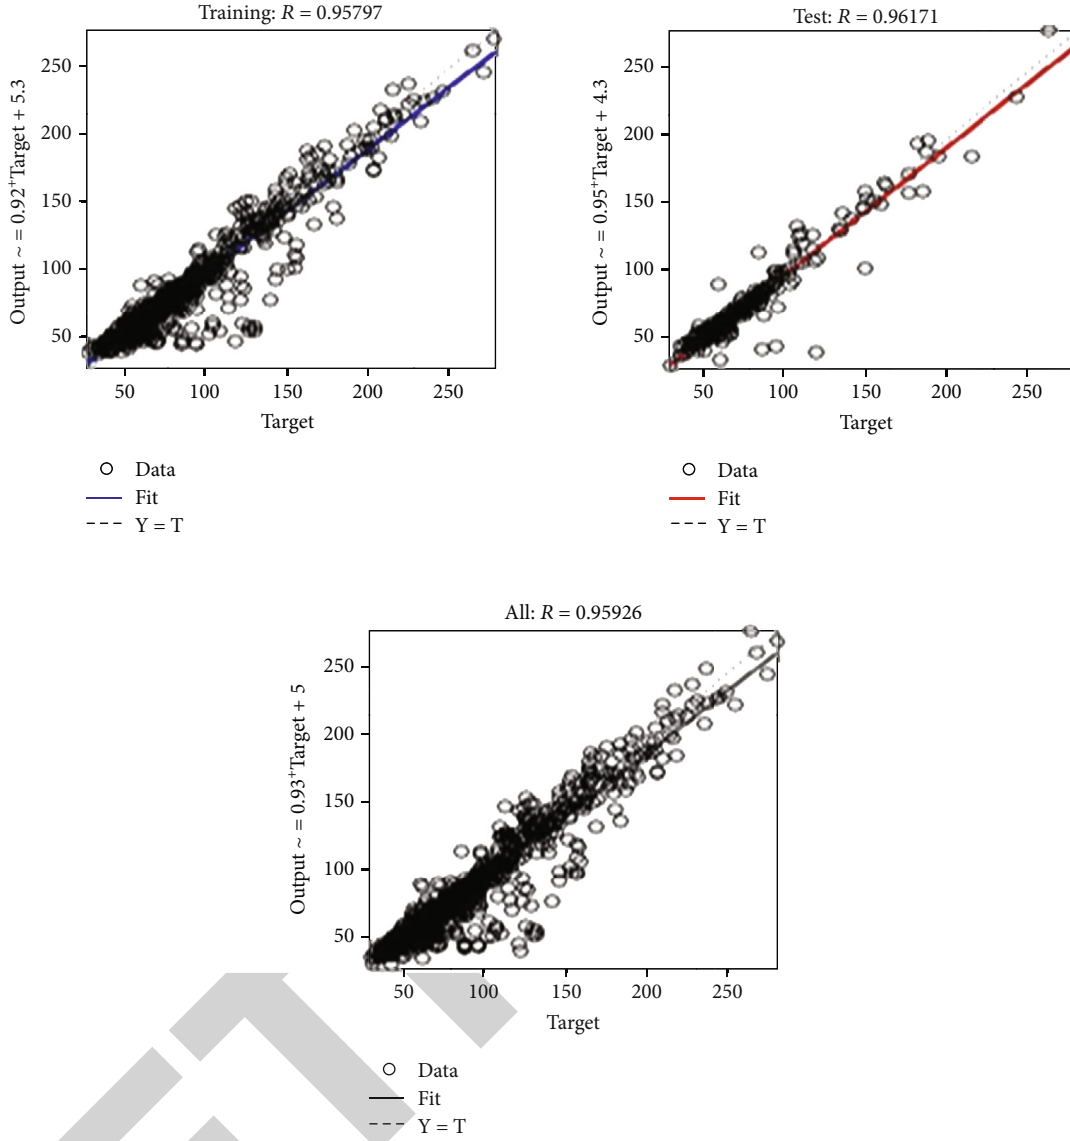 Training: R = 0.95797
Output ~ = 0.92⁺Target + 5.3
250
200
150
100
50
50 100 150 200 250
Target
Data
Fit
Y = T
Test: R = 0.96171
Output ~ = 0.95⁺Target + 4.3
250
200
150
100
50
50 100 150 200 250
Target
Data
Fit
Y = T
All: R = 0.95926
Output ~ = 0.93⁺Target + 5
250
200
150
100
50
50 100 150 200 250
Target
Data
Fit
Y = T